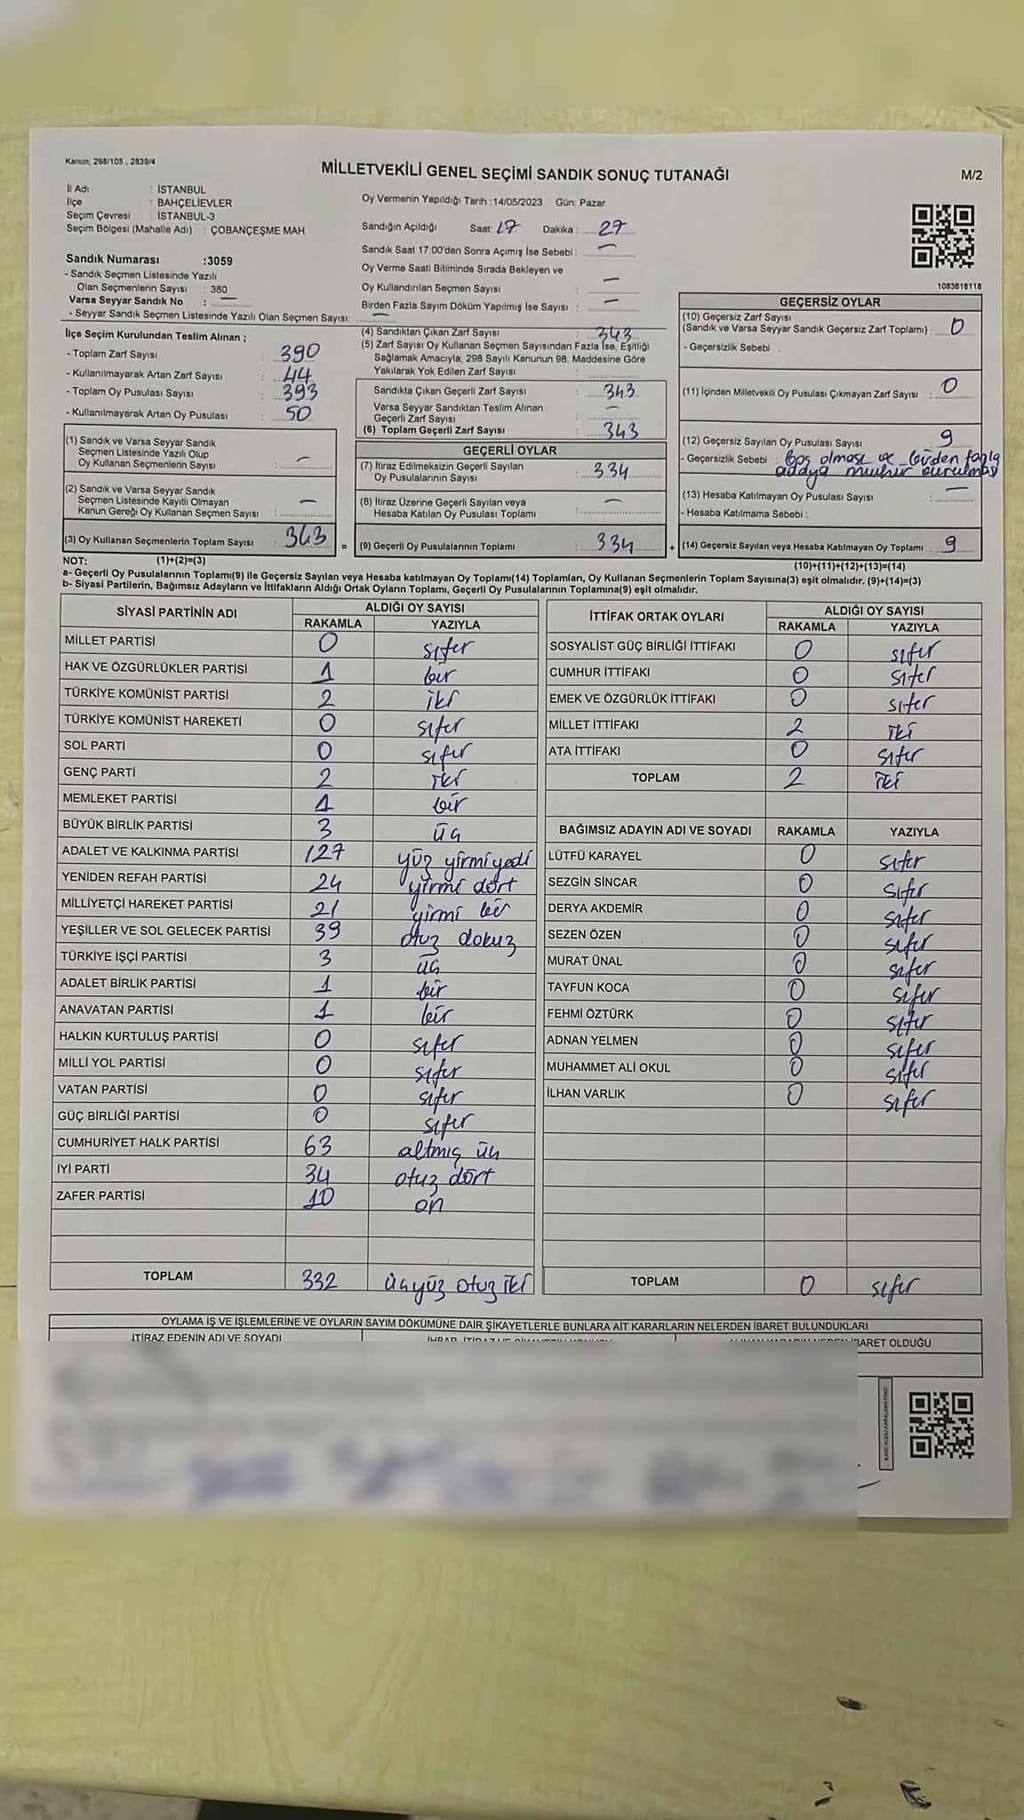 Kanun: 298/105 , 2839/4
MİLLETVEKİLİ GENEL SEÇİMİ SANDIK SONUÇ TUTANAĞI
M/2
İl Adı : İSTANBUL
İlçe : BAHÇELİEVLER
Seçim Çevresi : İSTANBUL-3
Seçim Bölgesi (Mahalle Adı) : ÇOBANÇEŞME MAH.
Oy Vermenin Yapıldığı Tarih :14/05/2023 Gün: Pazar
Sandığın Açıldığı Saat: 17 Dakika : 27
Sandık Saat 17:00'den Sonra Açımış İse Sebebi : —
Oy Verme Saati Bitiminde Sırada Bekleyen ve
Oy Kullandırılan Seçmen Sayısı : —
Birden Fazla Sayım Döküm Yapılmış İse Sayısı : —
Sandık Numarası :3059
- Sandık Seçmen Listesinde Yazılı
Olan Seçmenlerin Sayısı : 380
Varsa Seyyar Sandık No : —
- Seyyar Sandık Seçmen Listesinde Yazılı Olan Seçmen Sayısı: —
İlçe Seçim Kurulundan Teslim Alınan ;
- Toplam Zarf Sayısı : 390
- Kullanılmayarak Artan Zarf Sayısı : 44
- Toplam Oy Pusulası Sayısı : 393
- Kullanılmayarak Artan Oy Pusulası : 50
(1) Sandık ve Varsa Seyyar Sandık
Seçmen Listesinde Yazılı Olup
Oy Kullanan Seçmenlerin Sayısı : —
(2) Sandık ve Varsa Seyyar Sandık
Seçmen Listesinde Kayıtlı Olmayan
Kanun Gereği Oy Kullanan Seçmen Sayısı : —
(3) Oy Kullanan Seçmenlerin Toplam Sayısı : 343
(4) Sandıktan Çıkan Zarf Sayısı : 343
(5) Zarf Sayısı Oy Kullanan Seçmen Sayısından Fazla İse, Eşitliği
Sağlamak Amacıyla, 298 Sayılı Kanunun 98. Maddesine Göre
Yakılarak Yok Edilen Zarf Sayısı :
Sandıkta Çıkan Geçerli Zarf Sayısı : 343
Varsa Seyyar Sandıktan Teslim Alınan
Geçerli Zarf Sayısı : —
(6) Toplam Geçerli Zarf Sayısı : 343
GEÇERLİ OYLAR
(7) İtiraz Edilmeksizin Geçerli Sayılan
Oy Pusulalarının Sayısı : 334
(8) İtiraz Üzerine Geçerli Sayılan veya
Hesaba Katılan Oy Pusulası Toplamı : —
= (9) Geçerli Oy Pusulalarının Toplamı : 334
1083616118
GEÇERSİZ OYLAR
(10) Geçersiz Zarf Sayısı
(Sandık ve Varsa Seyyar Sandık Geçersiz Zarf Toplamı) : 0
- Geçersizlik Sebebi :
(11) İçinden Milletvekili Oy Pusulası Çıkmayan Zarf Sayısı : 0
(12) Geçersiz Sayılan Oy Pusulası Sayısı : 9
- Geçersizlik Sebebi : Boş olması ve birden fazla
adaya mühür vurulması
(13) Hesaba Katılmayan Oy Pusulası Sayısı : —
- Hesaba Katılmama Sebebi :
+ (14) Geçersiz Sayılan veya Hesaba Katılmayan Oy Toplamı : 9
NOT: (1)+(2)=(3)
(10)+(11)+(12)+(13)=(14)
a- Geçerli Oy Pusulalarının Toplamı(9) ile Geçersiz Sayılan veya Hesaba katılmayan Oy Toplamı(14) Toplamları, Oy Kullanan Seçmenlerin Toplam Sayısına(3) eşit olmalıdır. (9)+(14)=(3)
b- Siyasi Partilerin, Bağımsız Adayların ve İttifakların Aldığı Ortak Oyların Toplamı, Geçerli Oy Pusulalarının Toplamına(9) eşit olmalıdır.
SİYASİ PARTİNİN ADI ALDIĞI OY SAYISI
RAKAMLA YAZIYLA
MİLLET PARTİSİ 0 sıfır
HAK VE ÖZGÜRLÜKLER PARTİSİ 1 bir
TÜRKİYE KOMÜNİST PARTİSİ 2 iki
TÜRKİYE KOMÜNİST HAREKETİ 0 sıfır
SOL PARTİ 0 sıfır
GENÇ PARTİ 2 iki
MEMLEKET PARTİSİ 1 bir
BÜYÜK BİRLİK PARTİSİ 3 üç
ADALET VE KALKINMA PARTİSİ 127 yüz yirmiyedi
YENİDEN REFAH PARTİSİ 24 yirmi dört
MİLLİYETÇİ HAREKET PARTİSİ 21 yirmi bir
YEŞİLLER VE SOL GELECEK PARTİSİ 39 otuz dokuz
TÜRKİYE İŞÇİ PARTİSİ 3 üç
ADALET BİRLİK PARTİSİ 1 bir
ANAVATAN PARTİSİ 1 bir
HALKIN KURTULUŞ PARTİSİ 0 sıfır
MİLLİ YOL PARTİSİ 0 sıfır
VATAN PARTİSİ 0 sıfır
GÜÇ BİRLİĞİ PARTİSİ 0 sıfır
CUMHURİYET HALK PARTİSİ 63 altmış üç
İYİ PARTİ 34 otuz dört
ZAFER PARTİSİ 10 on
TOPLAM 332 üçyüz otuz iki
İTTİFAK ORTAK OYLARI ALDIĞI OY SAYISI
RAKAMLA YAZIYLA
SOSYALİST GÜÇ BİRLİĞİ İTTİFAKI 0 sıfır
CUMHUR İTTİFAKI 0 sıfır
EMEK VE ÖZGÜRLÜK İTTİFAKI 0 sıfır
MİLLET İTTİFAKI 2 iki
ATA İTTİFAKI 0 sıfır
TOPLAM 2 iki
BAĞIMSIZ ADAYIN ADI VE SOYADI RAKAMLA YAZIYLA
LÜTFÜ KARAYEL 0 sıfır
SEZGİN SİNCAR 0 sıfır
DERYA AKDEMİR 0 sıfır
SEZEN ÖZEN 0 sıfır
MURAT ÜNAL 0 sıfır
TAYFUN KOCA 0 sıfır
FEHMİ ÖZTÜRK 0 sıfır
ADNAN YELMEN 0 sıfır
MUHAMMET ALİ OKUL 0 sıfır
İLHAN VARLIK 0 sıfır
TOPLAM 0 sıfır
OYLAMA İŞ VE İŞLEMLERİNE VE OYLARIN SAYIM DÖKÜMÜNE DAİR ŞİKAYETLERLE BUNLARA AİT KARARLARIN NELERDEN İBARET BULUNDUKLARI
İTİRAZ EDENİN ADI VE SOYADI
İBARET OLDUĞU